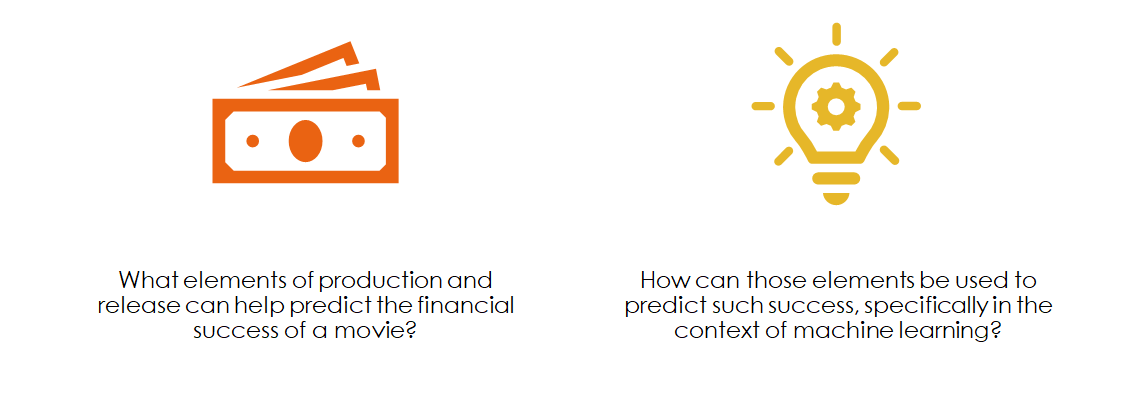 What elements of production and
release can help predict the financial
success of a movie?
How can those elements be used to
predict such success, specifically in the
context of machine learning?